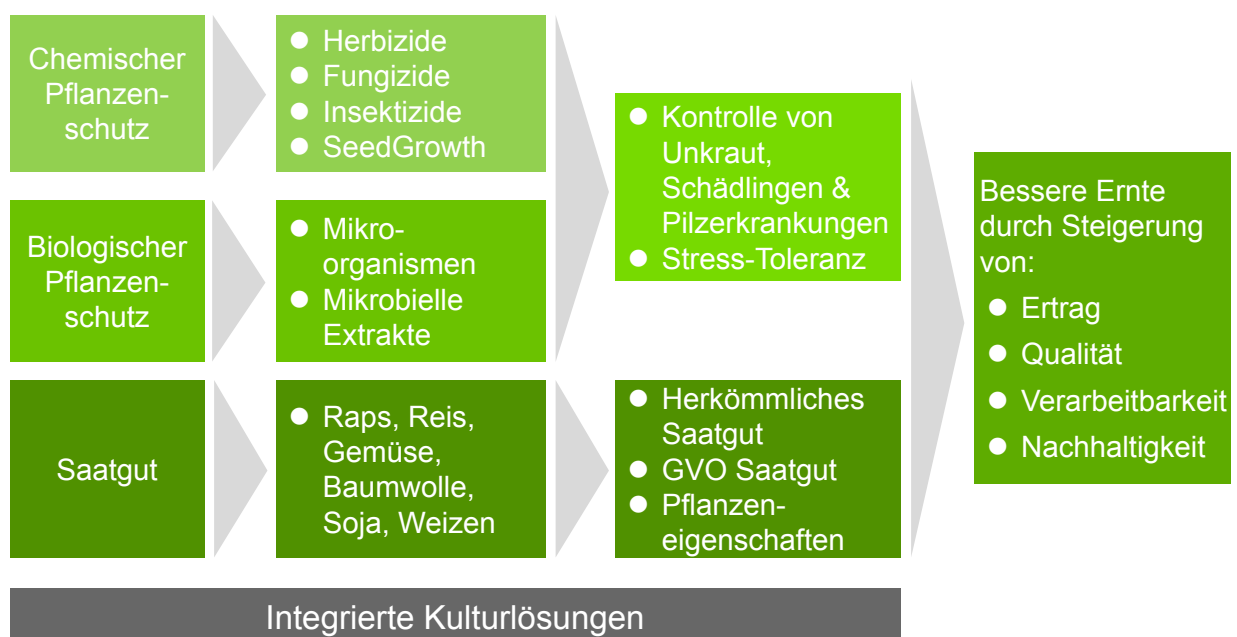 Chemischer
Pflanzen-
schutz
Herbizide
Fungizide
Insektizide
SeedGrowth
Biologischer
Pflanzen-
schutz
Mikro-
organismen
Mikrobielle
Extrakte
Kontrolle von
Unkraut,
Schädlingen &
Pilzerkrankungen
Stress-Toleranz
Saatgut
Raps, Reis,
Gemüse,
Baumwolle,
Soja, Weizen
Herkömmliches
Saatgut
GVO Saatgut
Pflanzen-
eigenschaften
Bessere Ernte
durch Steigerung
von:
Ertrag
Qualität
Verarbeitbarkeit
Nachhaltigkeit
Integrierte Kulturlösungen